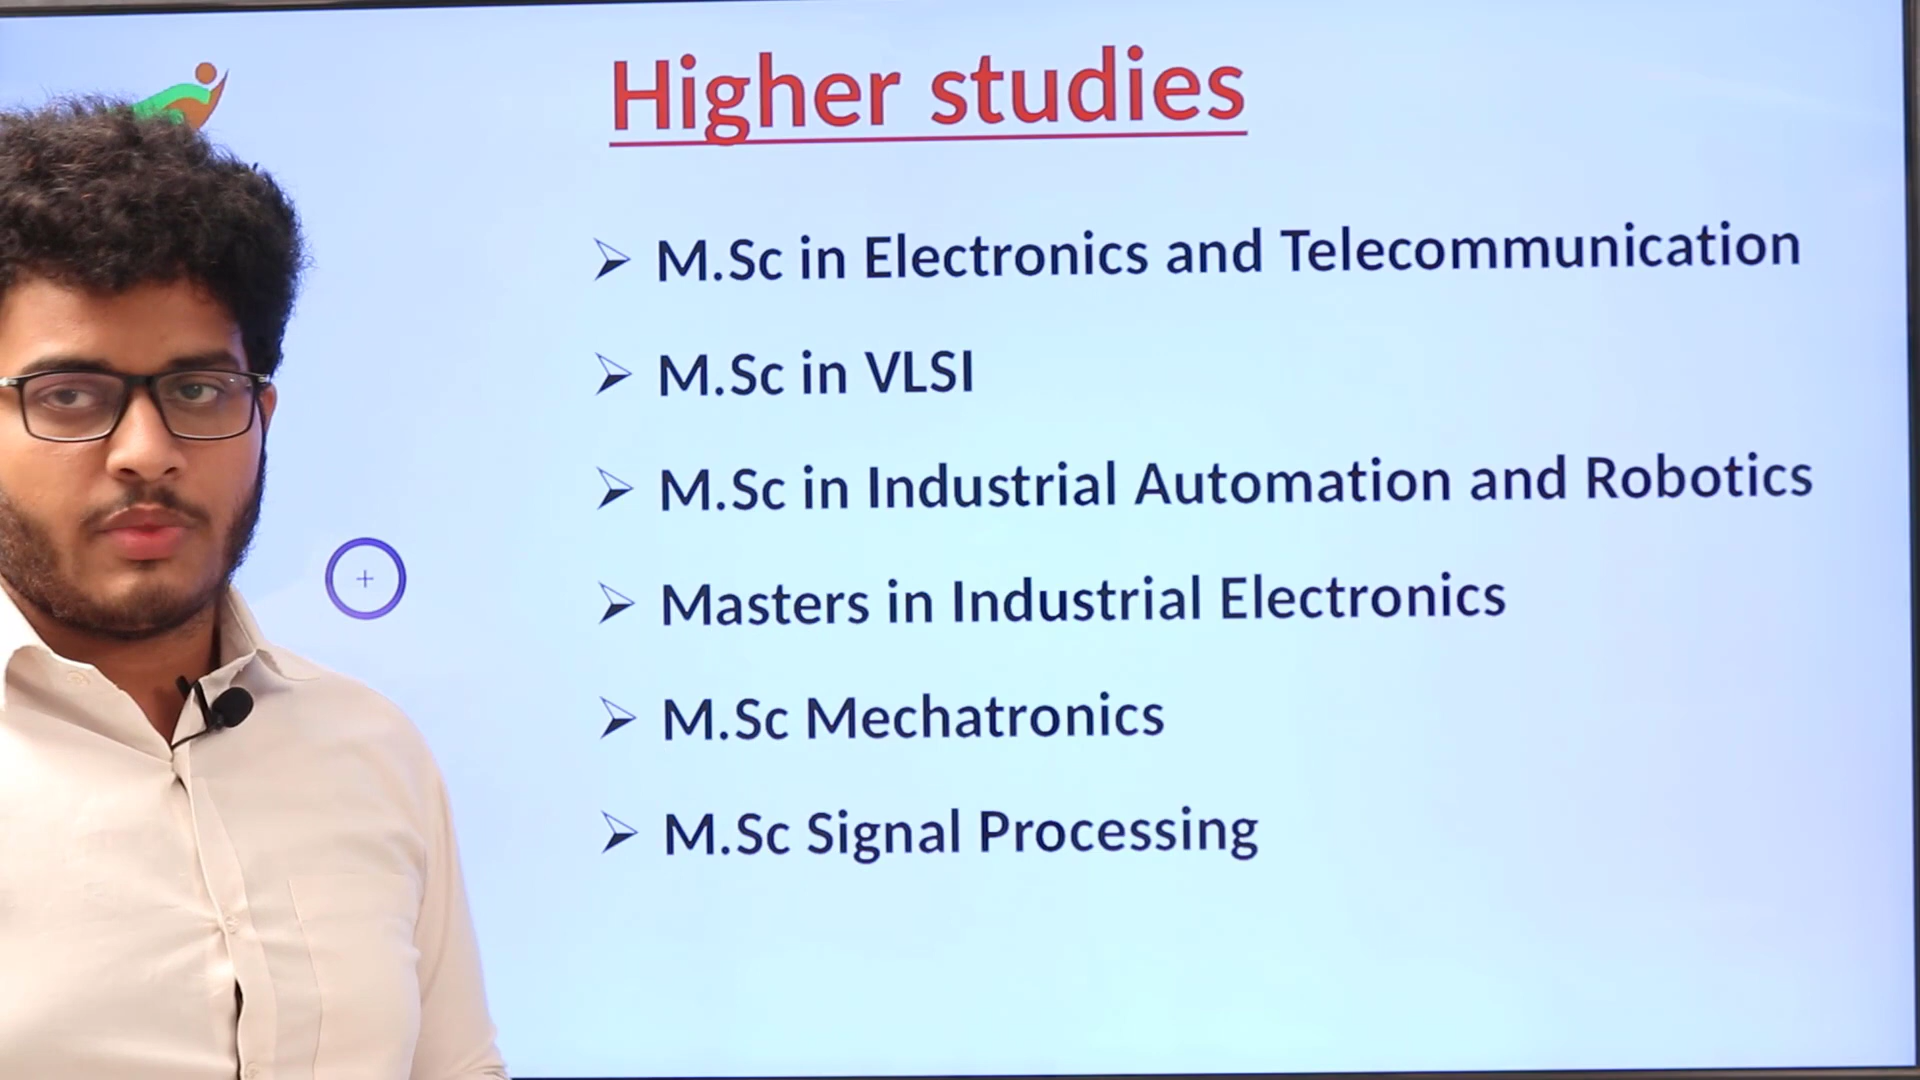 Higher studies
M.Sc in Electronics and Telecommunication
M.Sc in VLSI
M.Sc in Industrial Automation and Robotics
Masters in Industrial Electronics
M.Sc Mechatronics
M.Sc Signal Processing